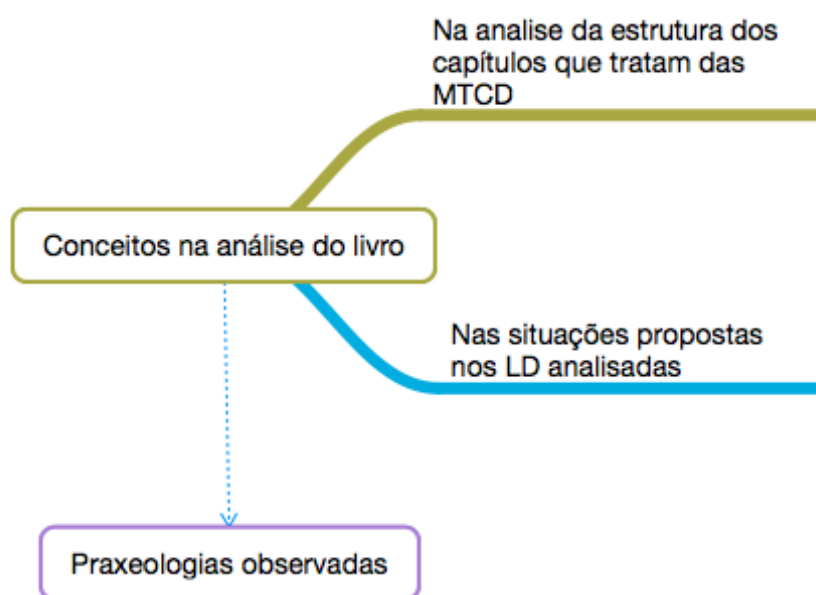 Na analise da estrutura dos
capítulos que tratam das
MTCD
Conceitos na análise do livro
Nas situações propostas
nos LD analisadas
Praxeologias observadas